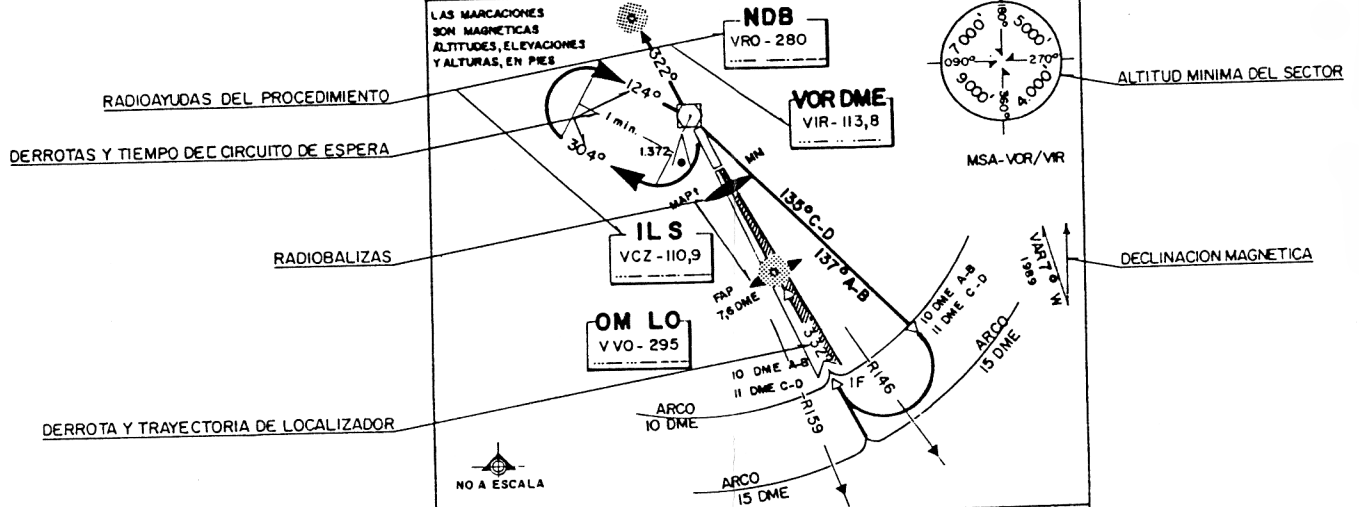 LAS MARCACIONES
SON MAGNETICAS
ALTITUDES, ELEVACIONES
Y ALTURAS, EN PIES
NDB
VRO - 280
VOR DME
VIR - 113,8
7000'
5000'
9000'
4.000'
180°
090°
270°
360°
MSA-VOR/VIR
ALTITUD MINIMA DEL SECTOR
RADIOAYUDAS DEL PROCEDIMIENTO
DERROTAS Y TIEMPO DEL CIRCUITO DE ESPERA
RADIOBALIZAS
DERROTA Y TRAYECTORIA DE LOCALIZADOR
DECLINACION MAGNETICA
VAR 7° W
1989
322°
124°
1 min.
304°
1.372
MM
MAPt
135° C-D
137° A-B
ILS
VCZ - 110,9
FAP
7,6 DME
OM LO
VVO - 295
332°
10 DME A-B
11 DME C-D
10 DME A-B
11 DME C-D
IF
R146
R159
ARCO
10 DME
ARCO
15 DME
ARCO
15 DME
NO A ESCALA